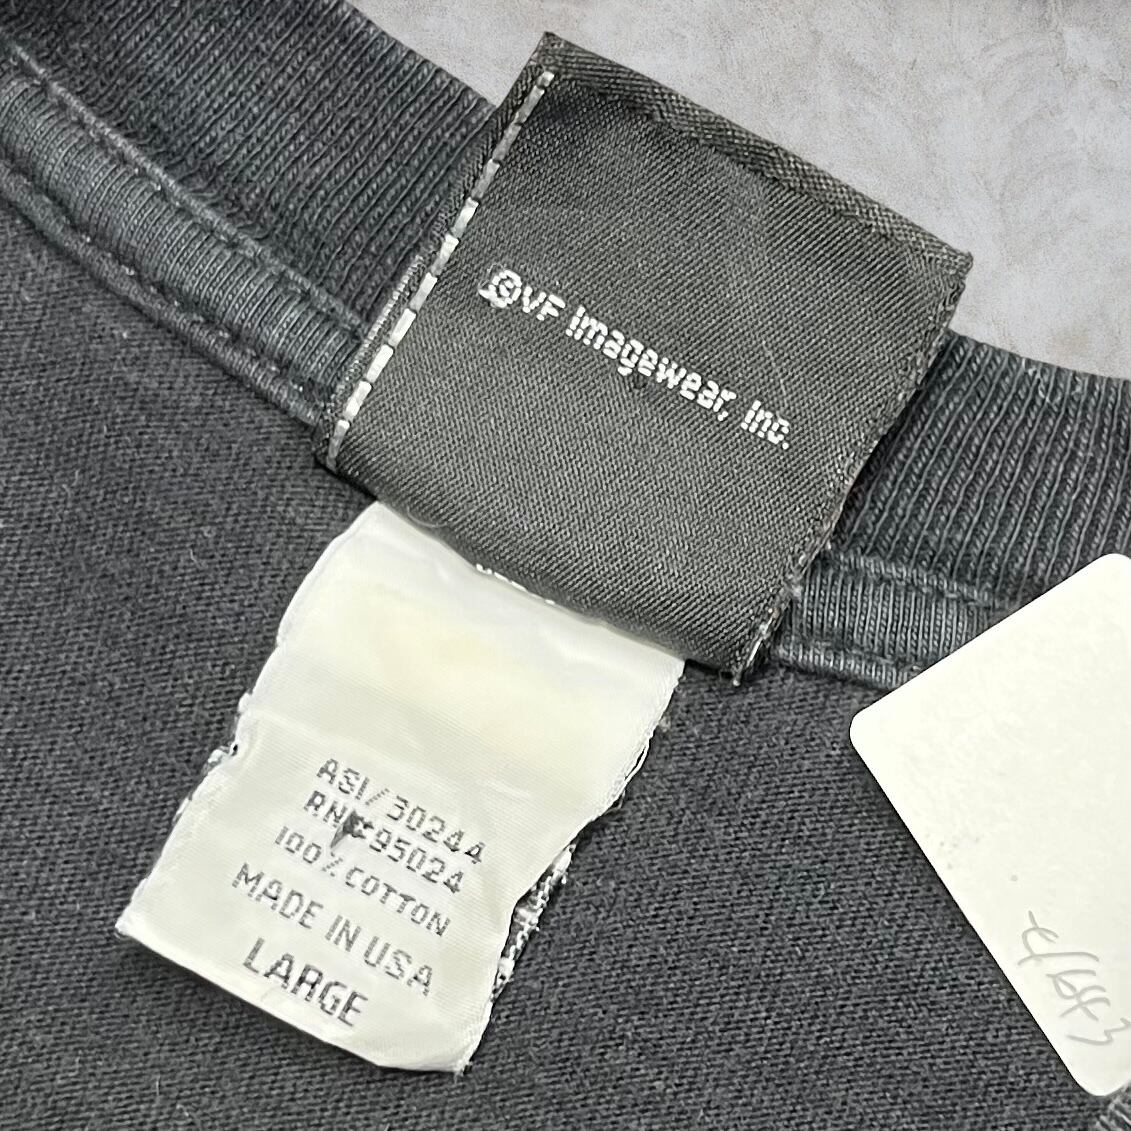 ©VF Imagewear, Inc.
ASI/30244
RN#95024
100% COTTON
MADE IN USA
LARGE